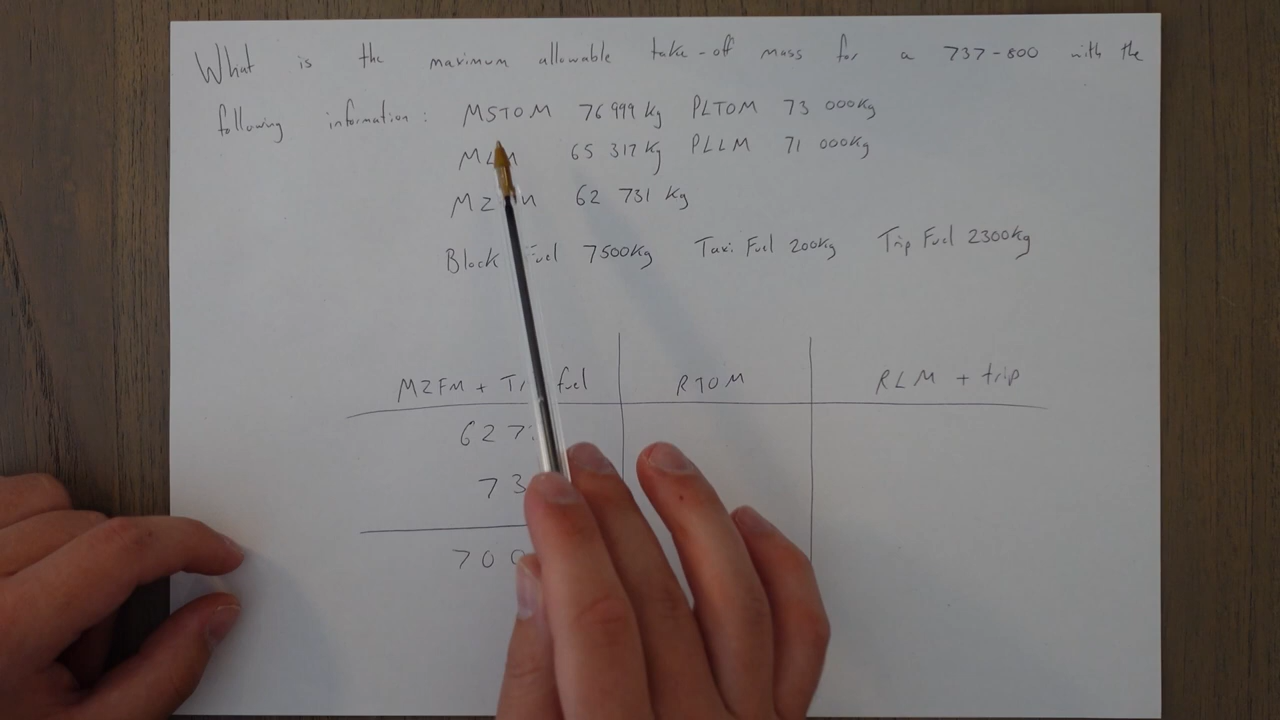 What is the maximum allowable take-off mass for a 737-800 with the
following information: MSTOM 76 999 kg PLTOM 73 000Kg
65 317 Kg PLLM 71 000Kg
62 731 Kg
Block 7500Kg Taxi Fuel 200Kg Trip Fuel 2300Kg
MZFM + fuel RTOM RLM + trip